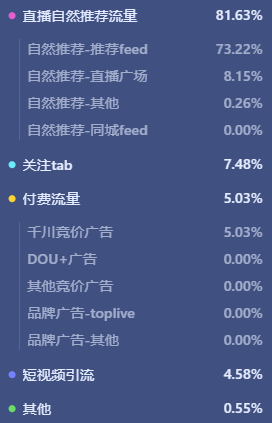 直播自然推荐流量 81.63%
自然推荐-推荐feed 73.22%
自然推荐-直播广场 8.15%
自然推荐-其他 0.26%
自然推荐-同城feed 0.00%
关注tab 7.48%
付费流量 5.03%
千川竞价广告 5.03%
DOU+广告 0.00%
其他竞价广告 0.00%
品牌广告-toplive 0.00%
品牌广告-其他 0.00%
短视频引流 4.58%
其他 0.55%